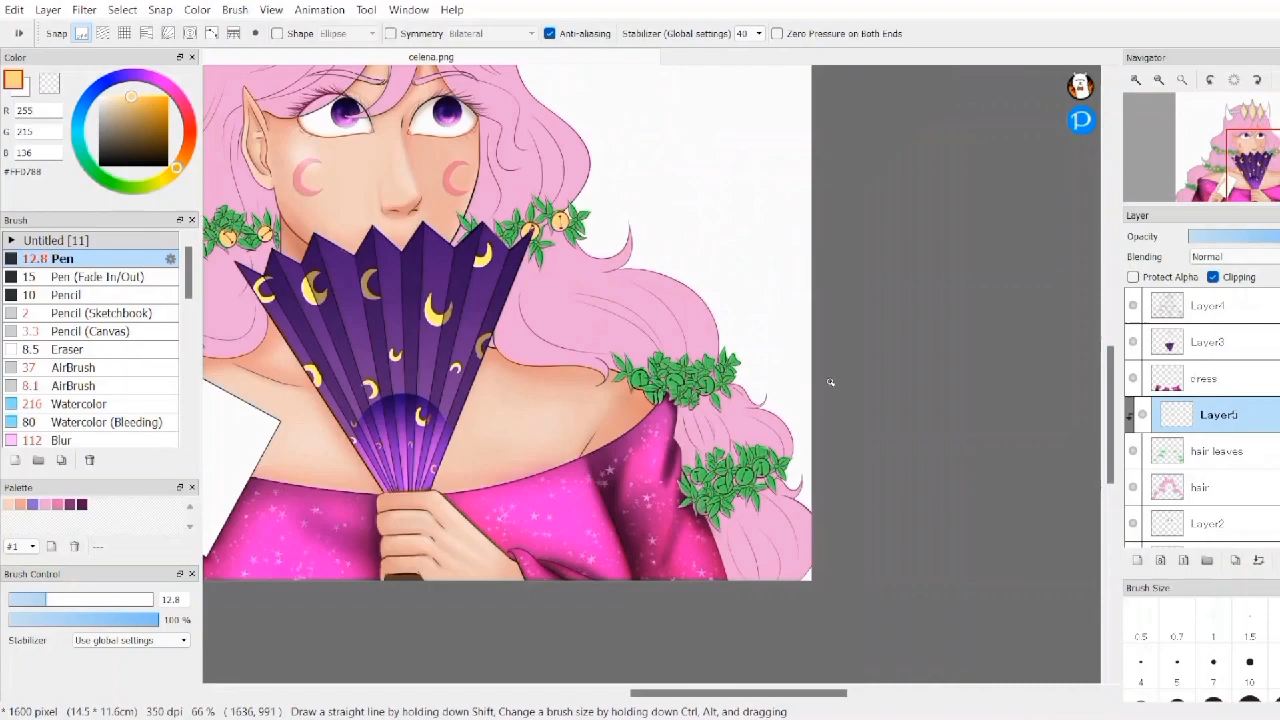 Edit Layer Filter Select Snap Color Brush View Animation Tool Window Help
Snap Shape Ellipse Symmetry Bilateral Anti-aliasing Stabilizer (Global settings) 40 Zero Pressure on Both Ends
Color
celena.png
Navigator
R 255
G 215
B 136
#FFD788
Brush
Untitled [11]
12.8 Pen
15 Pen (Fade In/Out)
10 Pencil
2 Pencil (Sketchbook)
3.3 Pencil (Canvas)
8.5 Eraser
37 AirBrush
8.1 AirBrush
216 Watercolor
80 Watercolor (Bleeding)
112 Blur
Palette
#1
---
Brush Control
12.8
100 %
Stabilizer Use global settings
Layer
Opacity
Blending Normal
Protect Alpha Clipping
Layer4
Layer3
dress
hair leaves
hair
Layer2
Brush Size
0.5 0.7 1 1.5
4 5 7 10
* 1600 pixel (14.5 * 11.6cm) 350 dpi 66 % ( 1636, 991 ) Draw a straight line by holding down Shift, Change a brush size by holding down Ctrl, Alt, and dragging